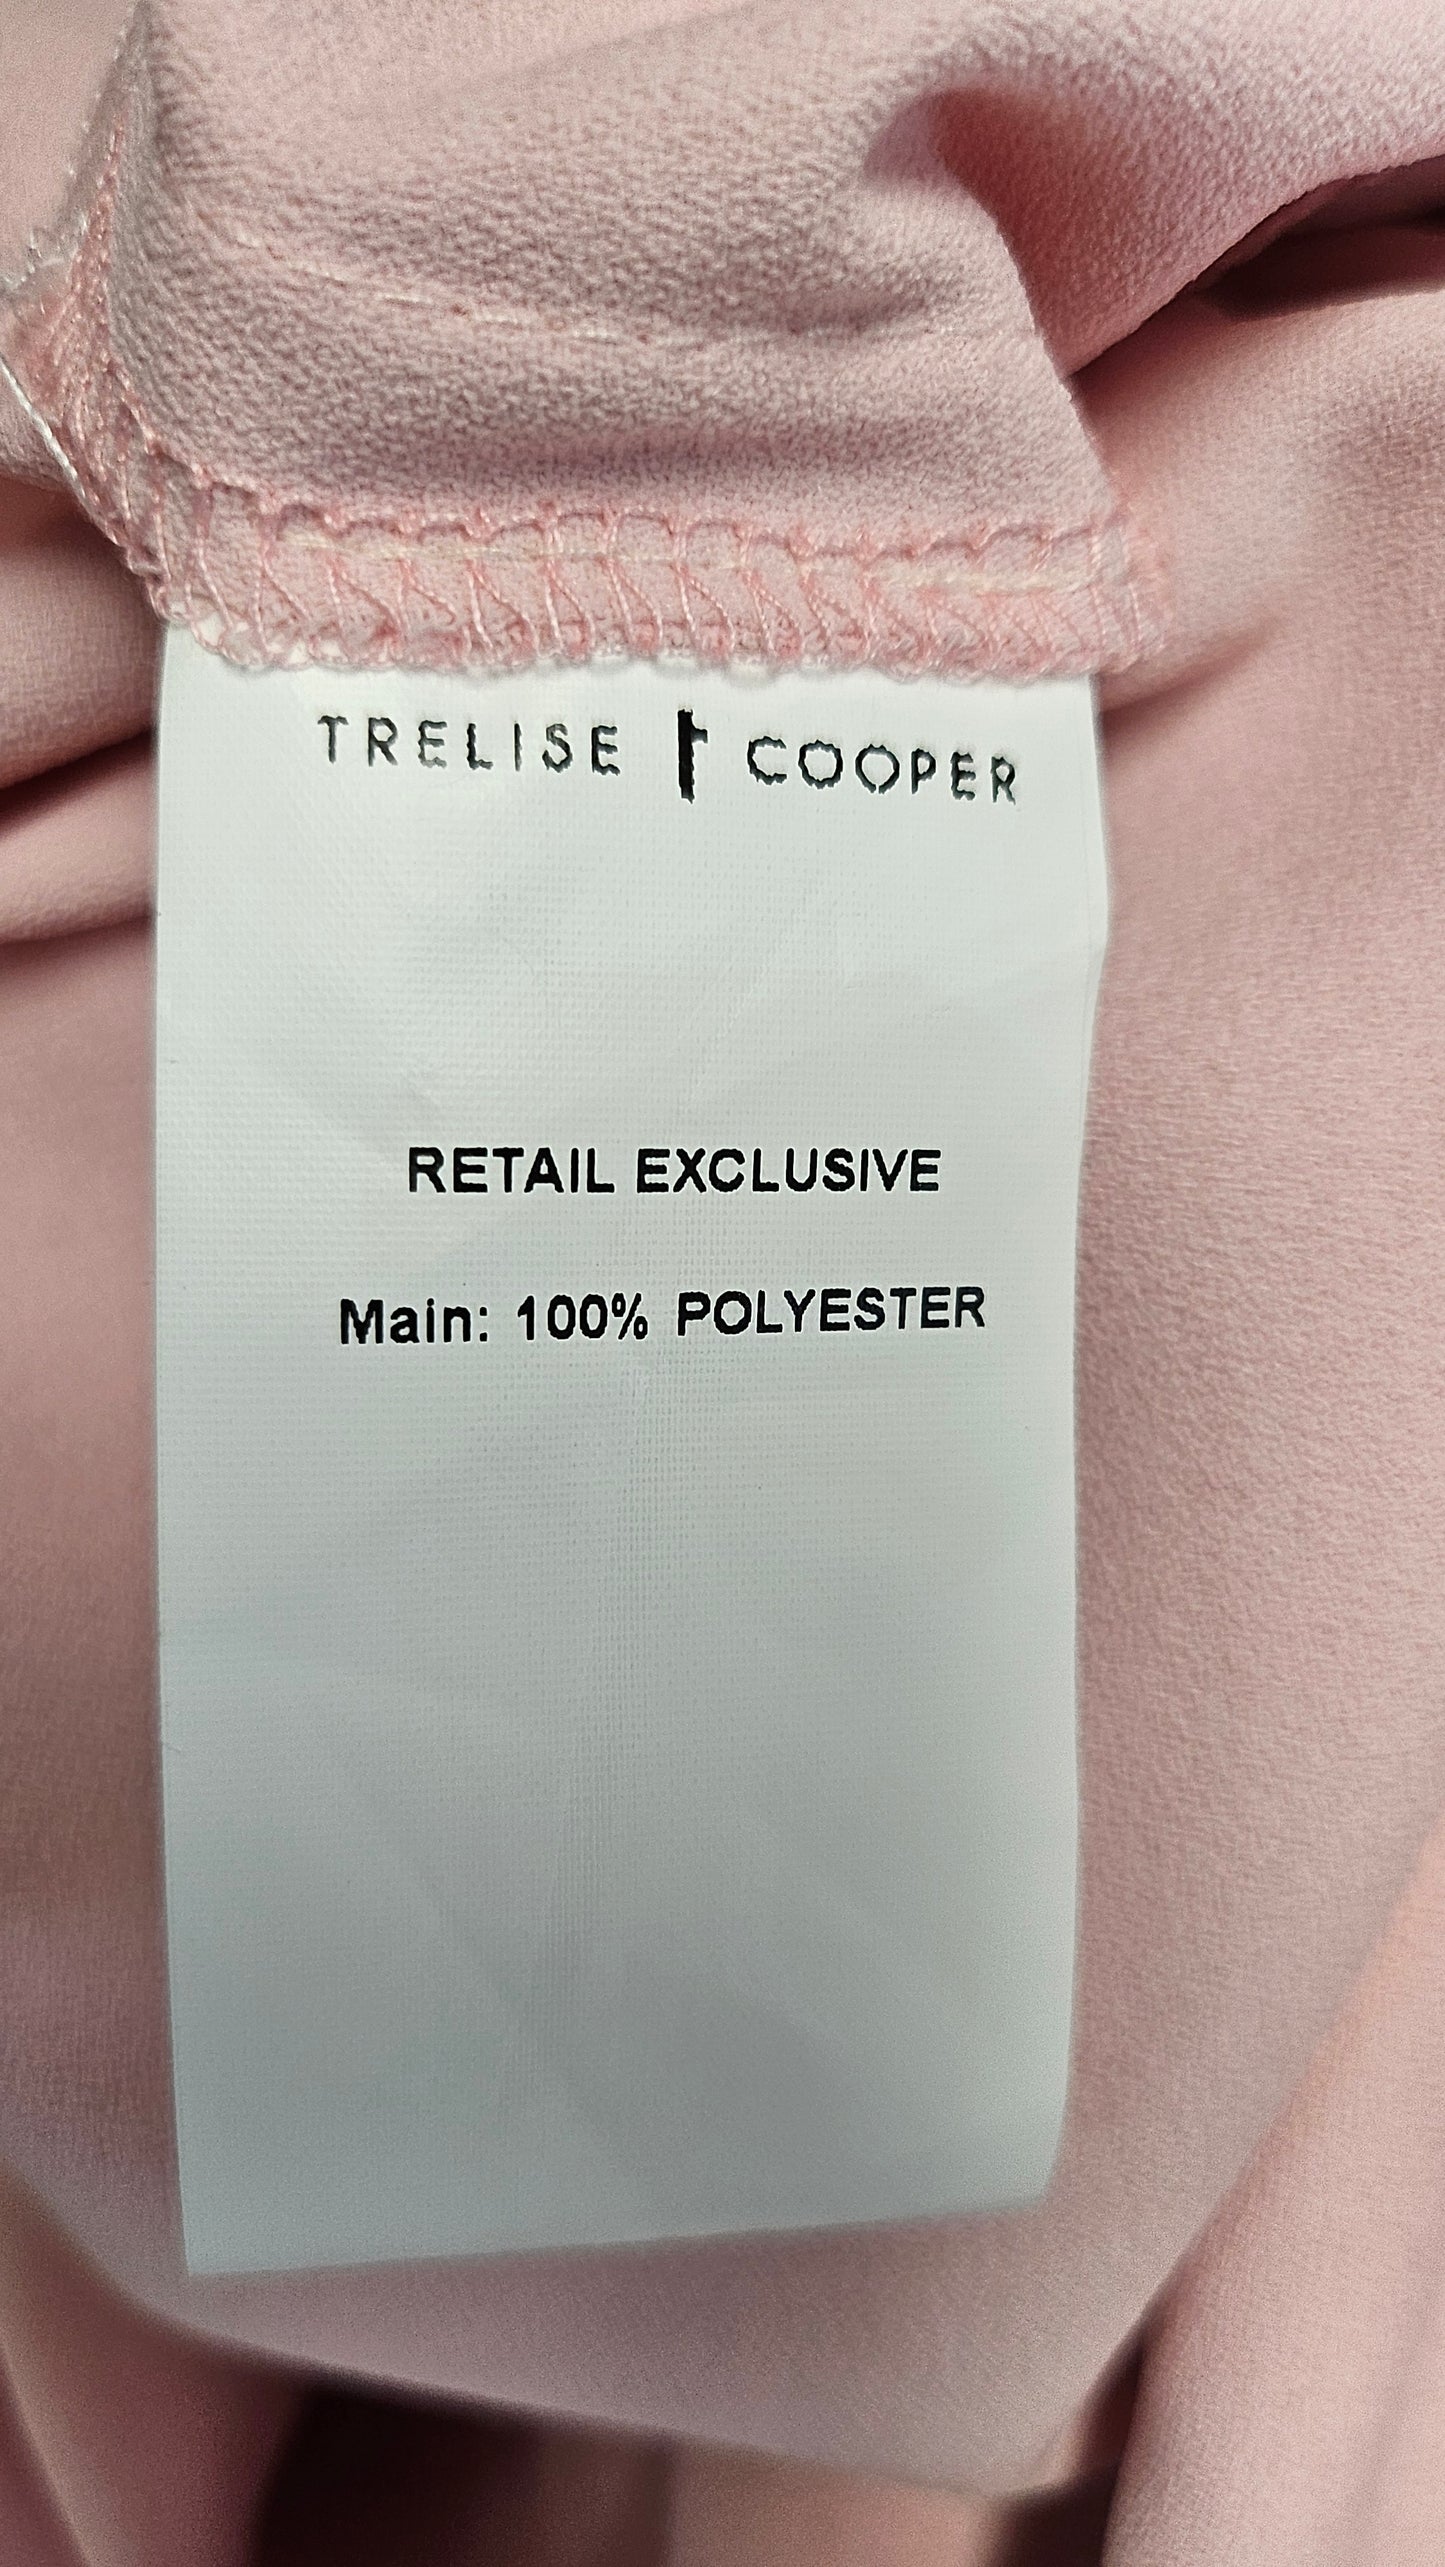 TRELISE COOPER
RETAIL EXCLUSIVE
Main: 100% POLYESTER